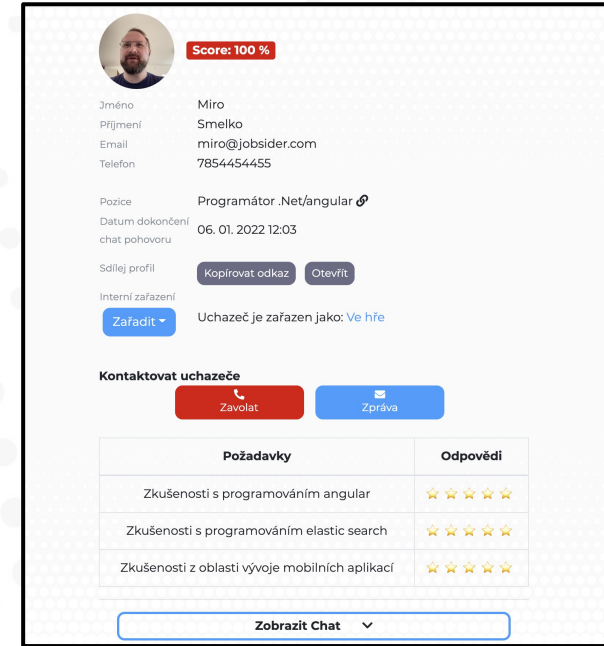 Score: 100 %
Jméno Miro
Příjmení Smelko
Email miro@jobsider.com
Telefon 7854454455
Pozice Programátor .Net/angular
Datum dokončení
chat pohovoru 06. 01. 2022 12:03
Sdílej profil Kopírovat odkaz Otevřít
Interní zařazení
Zařadit Uchazeč je zařazen jako: Ve hře
Kontaktovat uchazeče
Zavolat Zpráva
Požadavky Odpovědi
Zkušenosti s programováním angular
Zkušenosti s programováním elastic search
Zkušenosti z oblasti vývoje mobilních aplikací
Zobrazit Chat